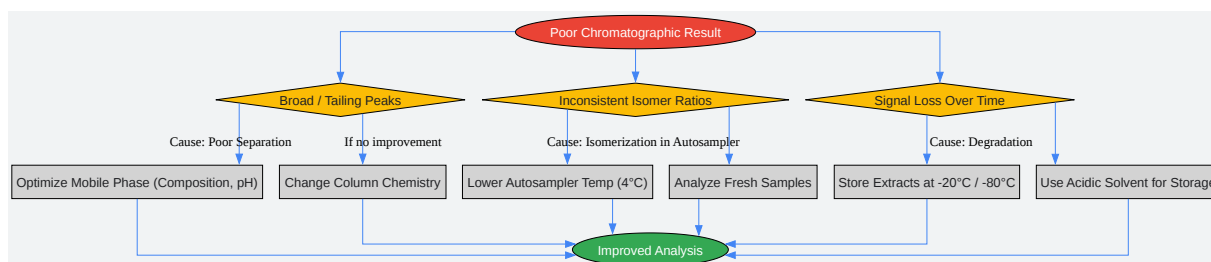 Poor Chromatographic Result
Broad / Tailing Peaks
Inconsistent Isomer Ratios
Signal Loss Over Time
Cause: Poor Separation
If no improvement
Cause: Isomerization in Autosampler
Cause: Degradation
Optimize Mobile Phase (Composition, pH)
Change Column Chemistry
Lower Autosampler Temp (4°C)
Analyze Fresh Samples
Store Extracts at -20°C / -80°C
Use Acidic Solvent for Storage
Improved Analysis